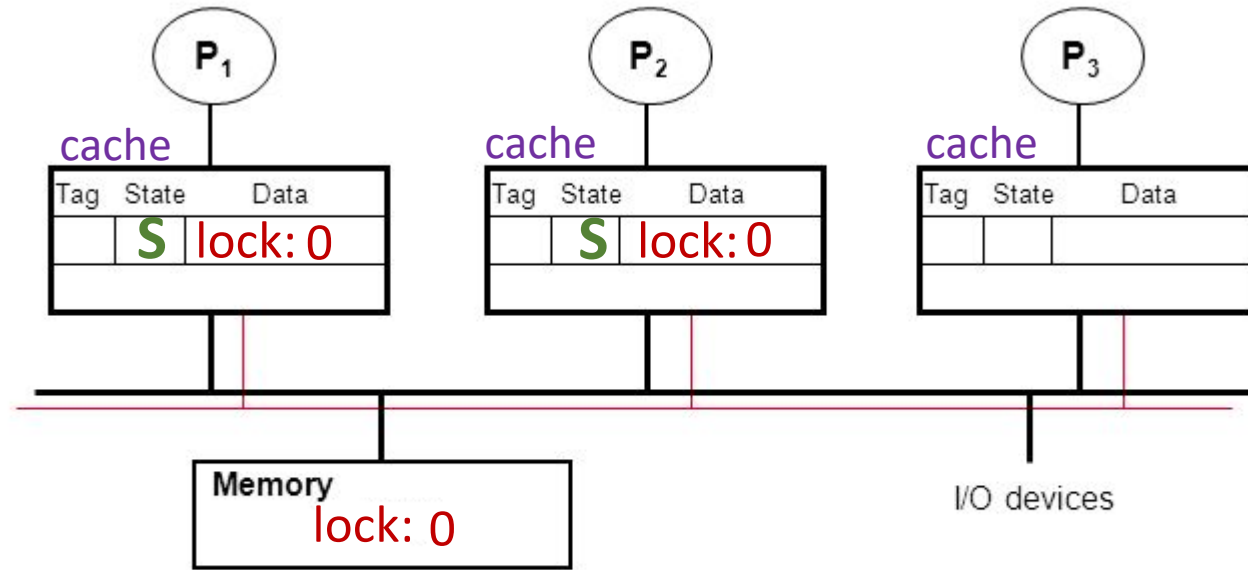 P1 P2 P3
cache cache cache
Tag State Data Tag State Data Tag State Data
S lock: 0 S lock: 0
Memory
lock: 0
I/O devices